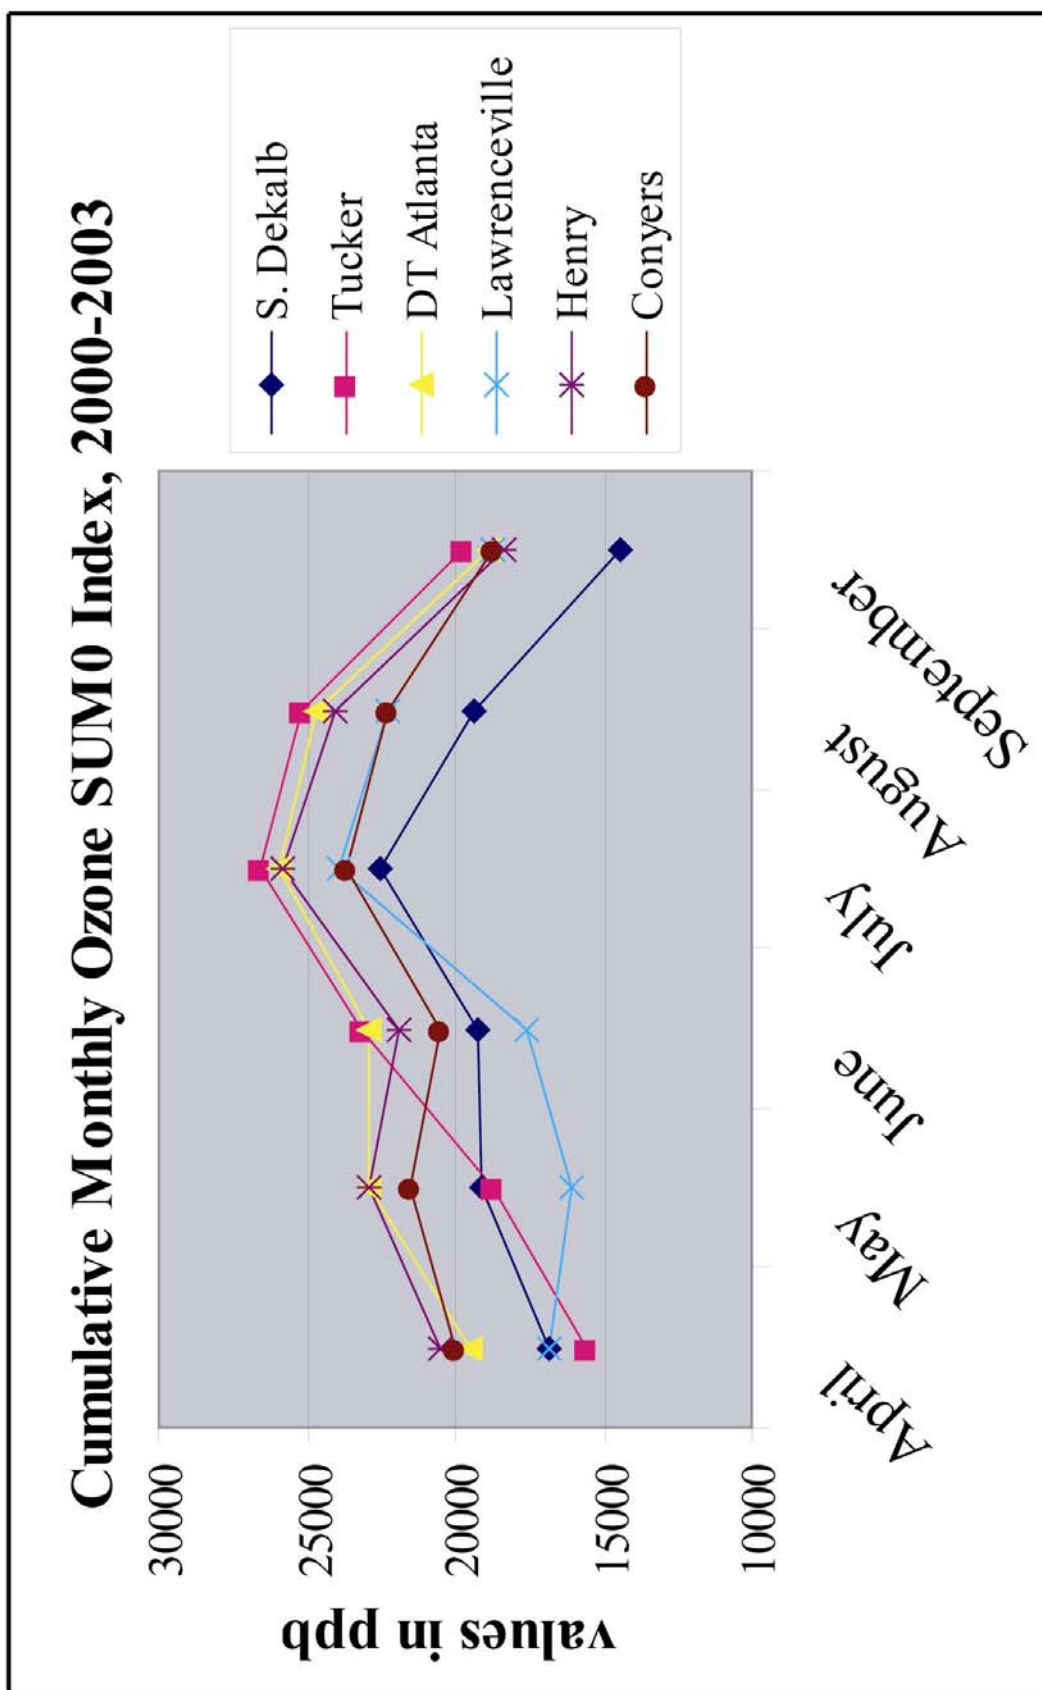 Cumulative Monthly Ozone SUM0 Index, 2000-2003
values in ppb
30000
25000
20000
15000
10000
April
May
June
July
August
September
S. Dekalb
Tucker
DT Atlanta
Lawrenceville
Henry
Conyers